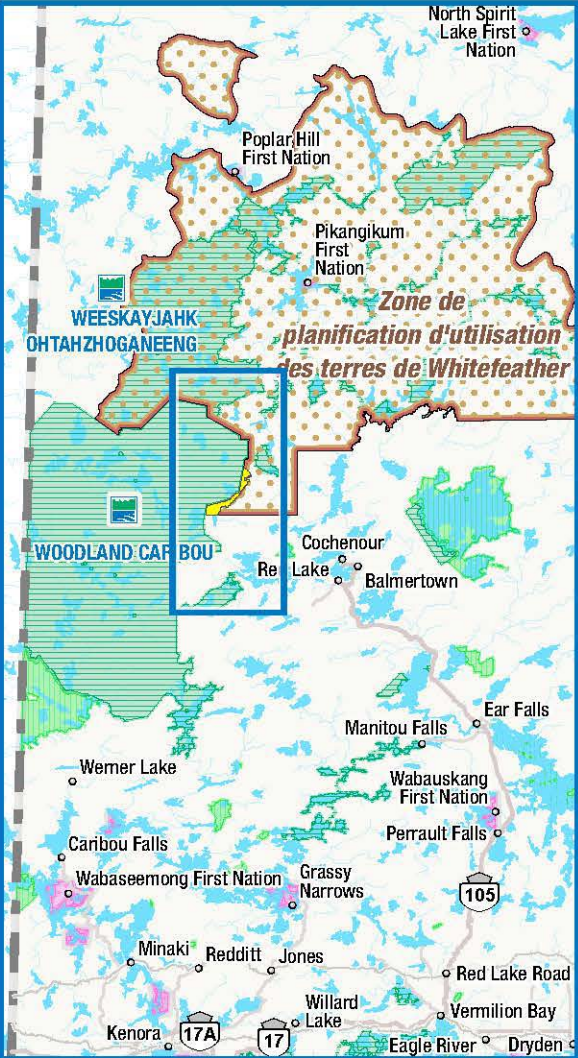 North Spirit
Lake First
Nation
Poplar Hill
First Nation
Pikangikum
First
Nation
Zone de
planification d'utilisation
des terres de Whitefeather
WEESKAYJAHK
OHTAHZHOGANEENG
WOODLAND CARIBOU
Cochenour
Red Lake
Balmertown
Ear Falls
Manitou Falls
Werner Lake
Wabauskang
First Nation
Perrault Falls
Caribou Falls
Wabaseemong First Nation
Grassy
Narrows
105
Minaki
Redditt
Jones
Red Lake Road
Willard
Lake
Vermilion Bay
Kenora
17A
17
Eagle River
Dryden